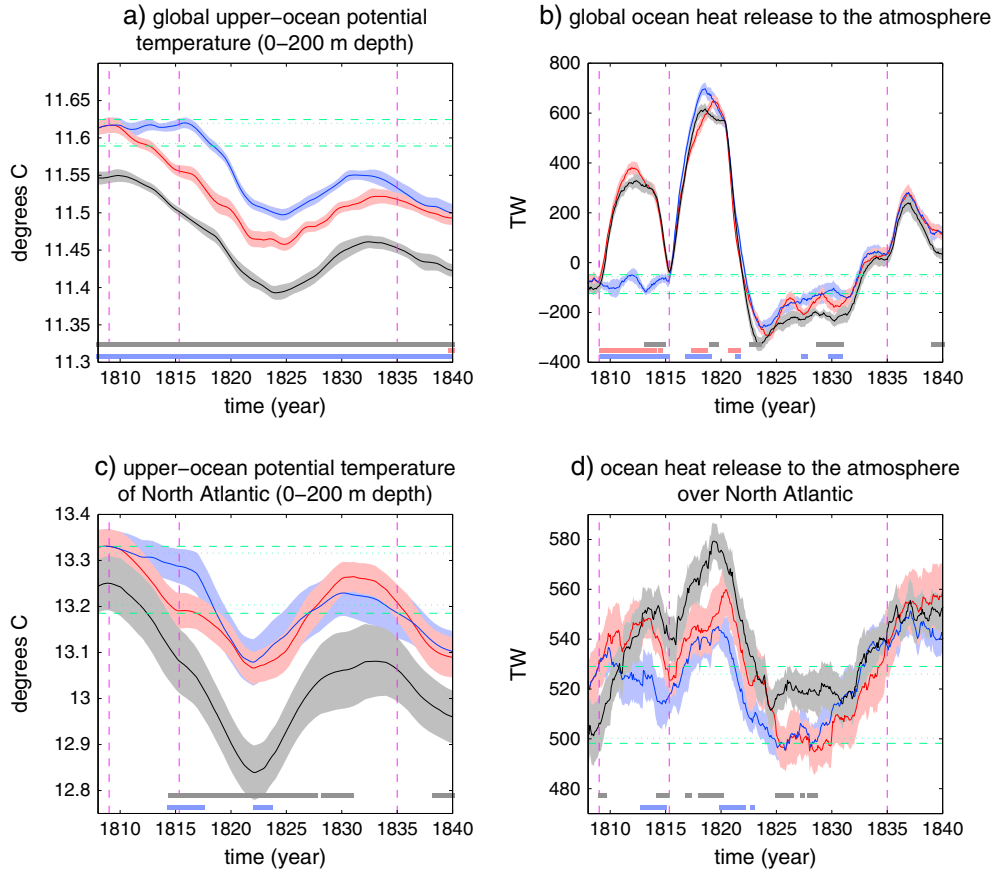 a) global upper−ocean potential
temperature (0−200 m depth)
degrees C
11.65
11.6
11.55
11.5
11.45
11.4
11.35
11.3
1810 1815 1820 1825 1830 1835 1840
time (year)
b) global ocean heat release to the atmosphere
TW
800
600
400
200
0
−200
−400
1810 1815 1820 1825 1830 1835 1840
time (year)
c) upper−ocean potential temperature
of North Atlantic (0−200 m depth)
degrees C
13.4
13.3
13.2
13.1
13
12.9
12.8
1810 1815 1820 1825 1830 1835 1840
time (year)
d) ocean heat release to the atmosphere
over North Atlantic
TW
580
560
540
520
500
480
1810 1815 1820 1825 1830 1835 1840
time (year)